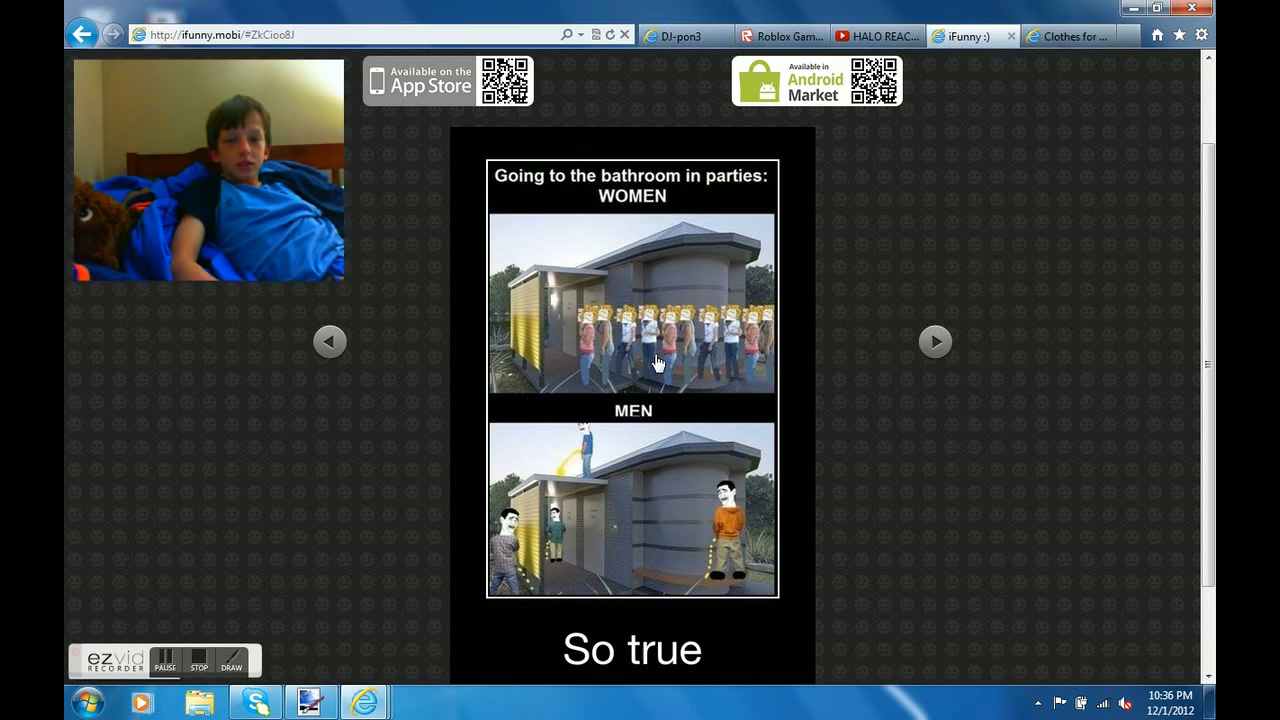 http://ifunny.mobi/#ZkCioo8J
DJ-pon3
Roblox Gam...
HALO REAC...
iFunny :)
Clothes for ...
Available on the
App Store
Available in
Android
Market
Going to the bathroom in parties:
WOMEN
MEN
So true
ezvid
RECORDER
PAUSE
STOP
DRAW
10:36 PM
12/1/2012